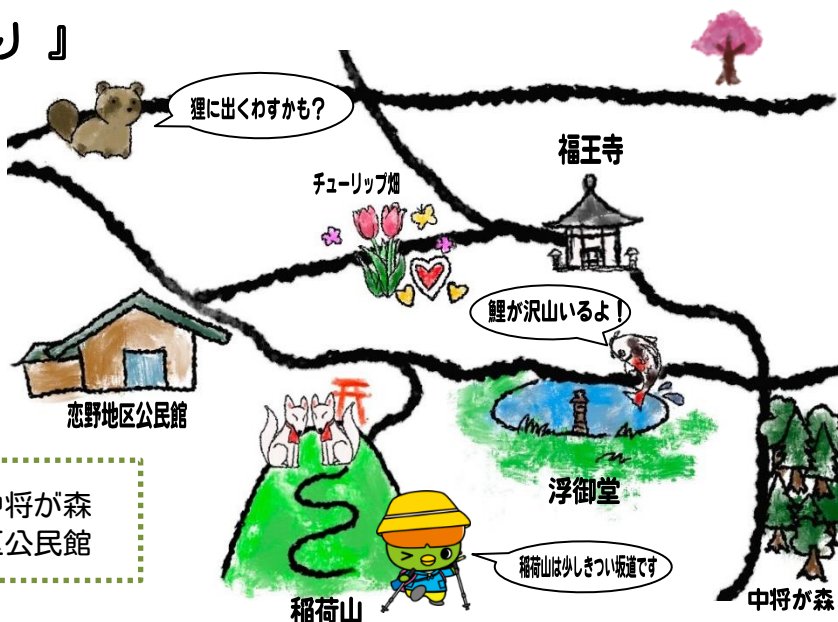 り 』
狸に出くわすかも？
福王寺
チューリップ畑
鯉が沢山いるよ！
恋野地区公民館
浮御堂
中将が森
区公民館
稲荷山は少しきつい坂道です
稲荷山
中将が森